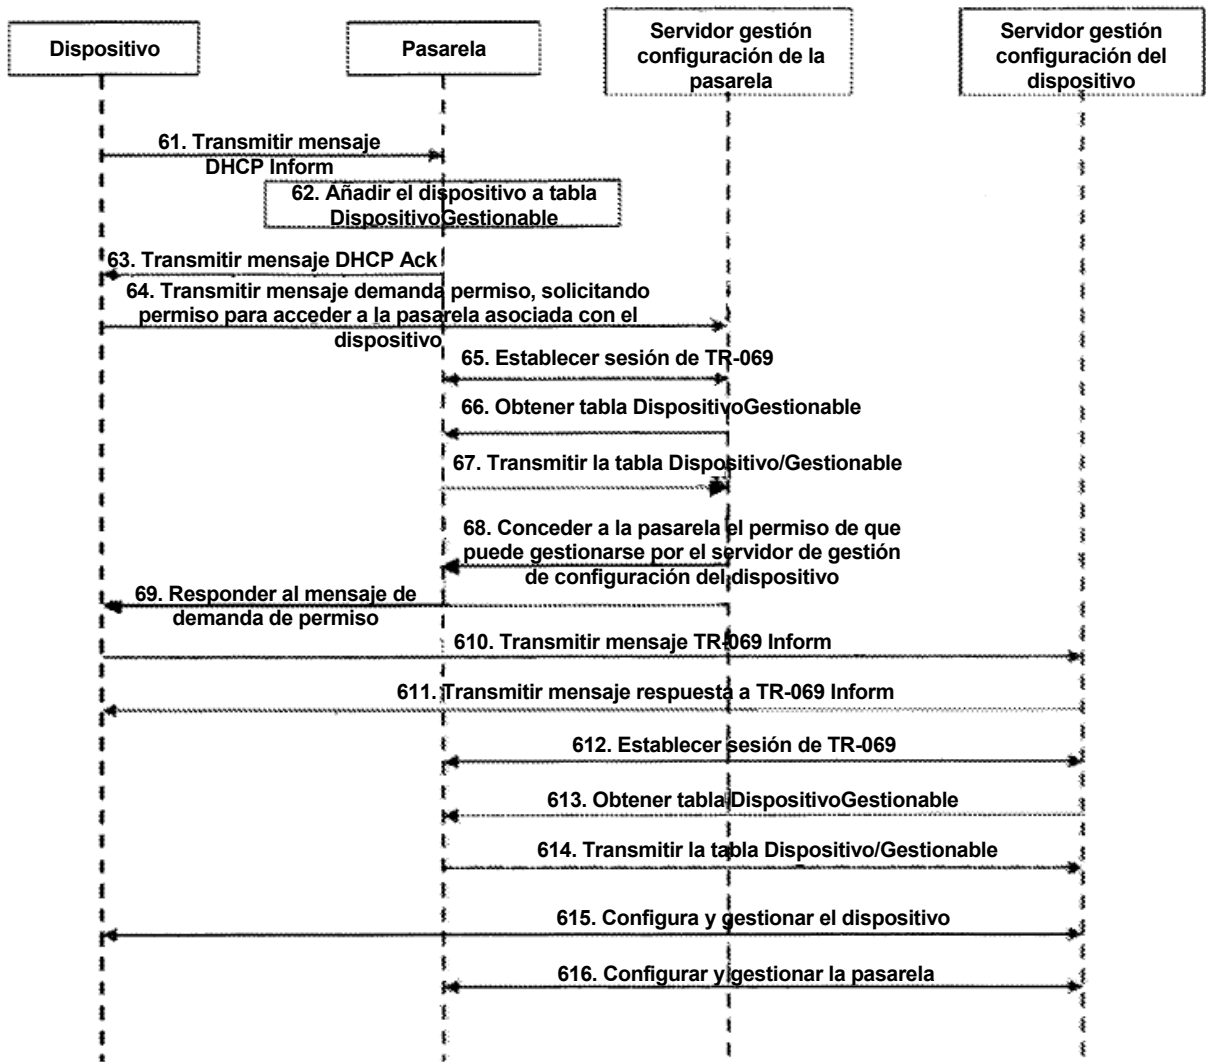 Dispositivo
Pasarela
Servidor gestión
configuración de la
pasarela
Servidor gestión
configuración del
dispositivo
61. Transmitir mensaje
DHCP Inform
62. Añadir el dispositivo a tabla
DispositivoGestionable
63. Transmitir mensaje DHCP Ack
64. Transmitir mensaje demanda permiso, solicitando
permiso para acceder a la pasarela asociada con el
dispositivo
65. Establecer sesión de TR-069
66. Obtener tabla DispositivoGestionable
67. Transmitir la tabla Dispositivo/Gestionable
68. Conceder a la pasarela el permiso de que
puede gestionarse por el servidor de gestión
de configuración del dispositivo
69. Responder al mensaje de
demanda de permiso
610. Transmitir mensaje TR-069 Inform
611. Transmitir mensaje respuesta a TR-069 Inform
612. Establecer sesión de TR-069
613. Obtener tabla DispositivoGestionable
614. Transmitir la tabla Dispositivo/Gestionable
615. Configura y gestionar el dispositivo
616. Configurar y gestionar la pasarela